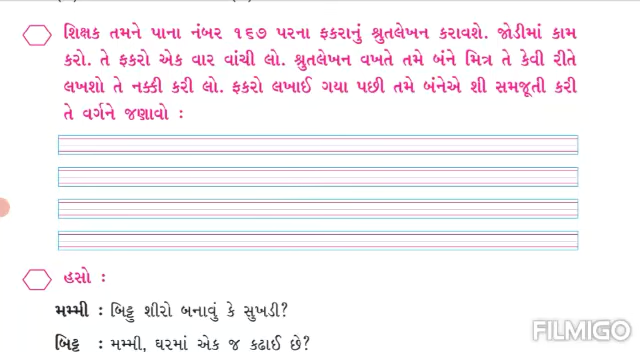 શિક્ષક તમને પાના નંબર ૧૬૭ પરના ફકરાનું શ્રુતલેખન કરાવશે. જોડીમાં કામ
કરો. તે ફકરો એક વાર વાંચી લો. શ્રુતલેખન વખતે તમે બંને મિત્ર તે કેવી રીતે
લખશો તે નક્કી કરી લો. ફકરો લખાઈ ગયા પછી તમે બંનેએ શી સમજૂતી કરી
તે વર્ગને જણાવો :
હસો :
મમ્મી : બિટ્ટુ શીરો બનાવું કે સુખડી?
બિટ્ટુ : મમ્મી, ઘરમાં એક જ કઢાઈ છે?
FILMIGO